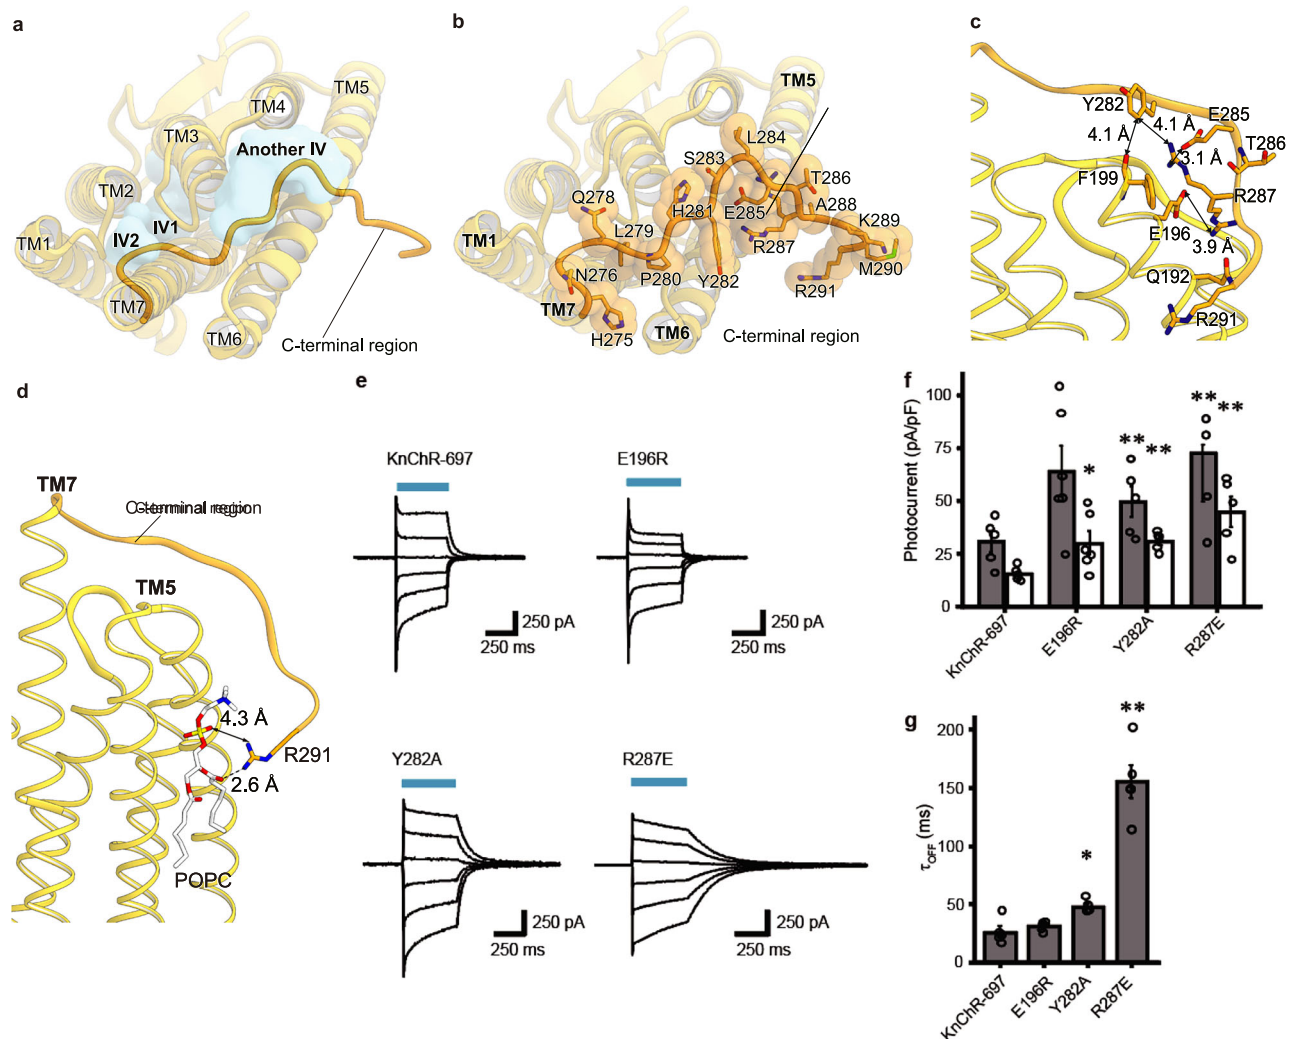 a
TM5
TM4
TM3
Another IV
TM2
IV1
TM1
IV2
TM7
TM6
C-terminal region
b
TM5
L284
S283
T286
Q278
A288
H281
E285
K289
TM1
L279
R287
N276
M290
P280
Y282
R291
TM7
TM6
H275
C-terminal region
c
Y282
E285
4.1 Å
4.1 Å
T286
3.1 Å
F199
R287
E196
3.9 Å
Q192
R291
d
TM7
C-terminal region
TM5
4.3 Å
R291
2.6 Å
POPC
e
KnChR-697
250 pA
250 ms
E196R
250 pA
250 ms
Y282A
250 pA
250 ms
R287E
250 pA
250 ms
f
Photocurrent (pA/pF)
100
75
50
25
0
*
**
**
**
**
KnChR-697
E196R
Y282A
R287E
g
τOFF (ms)
200
150
100
50
0
*
**
KnChR-697
E196R
Y282A
R287E